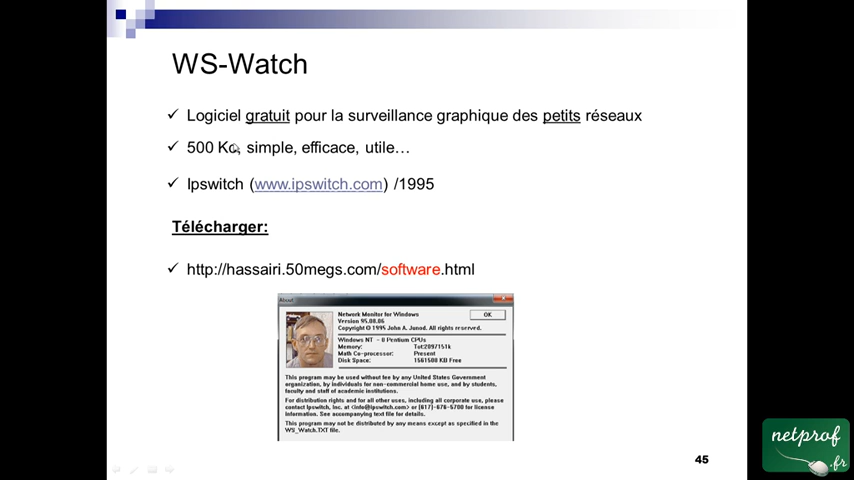 WS-Watch
✓ Logiciel gratuit pour la surveillance graphique des petits réseaux
✓ 500 Ko, simple, efficace, utile…
✓ Ipswitch (www.ipswitch.com) /1995
Télécharger:
✓ http://hassairi.50megs.com/software.html
About
Network Monitor for Windows
OK
Version 95.08.06
Copyright © 1995 John A. Junod. All rights reserved.
Windows NT - 0 Pentium CPUs
Memory: Tot:2097151k
Math Co-processor: Present
Disk Space: 1561500 KB Free
This program may be used without fee by any United States Government
organization, by individuals for non-commercial home use, and by students,
faculty and staff of academic institutions.
For distribution rights and for all other uses, including all corporate use, please
contact Ipswitch, Inc. at <info@ipswitch.com> or (617)-676-5700 for license
information. See accompanying text file for details.
This program may not be distributed by any means except as specified in the
WS_Watch.TXT file.
45
netprof
.fr